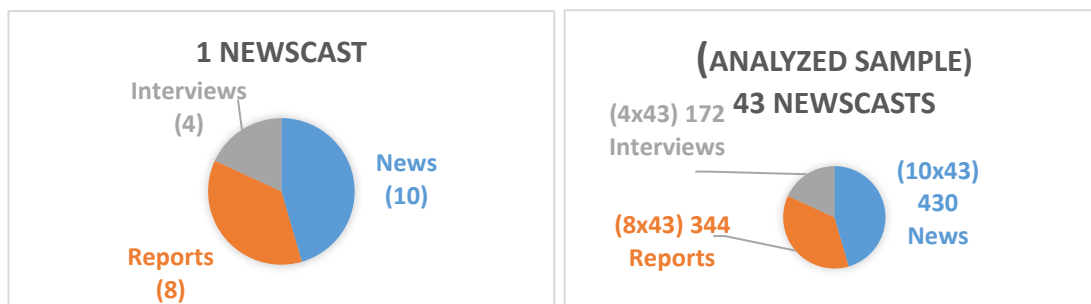 1 NEWSCAST
Interviews
(4)
News
(10)
Reports
(8)
(ANALYZED SAMPLE)
43 NEWSCASTS
(4x43) 172
Interviews
(10x43)
430
News
(8x43) 344
Reports